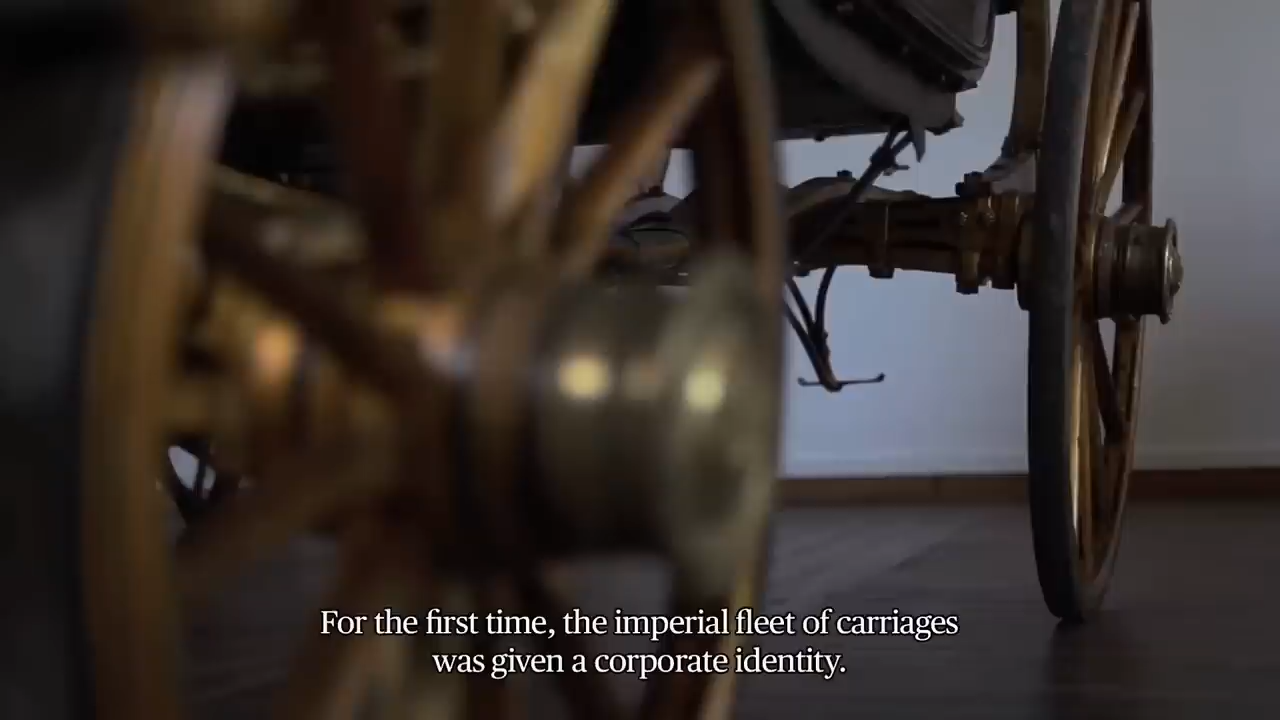 For the first time, the imperial fleet of carriages
was given a corporate identity.